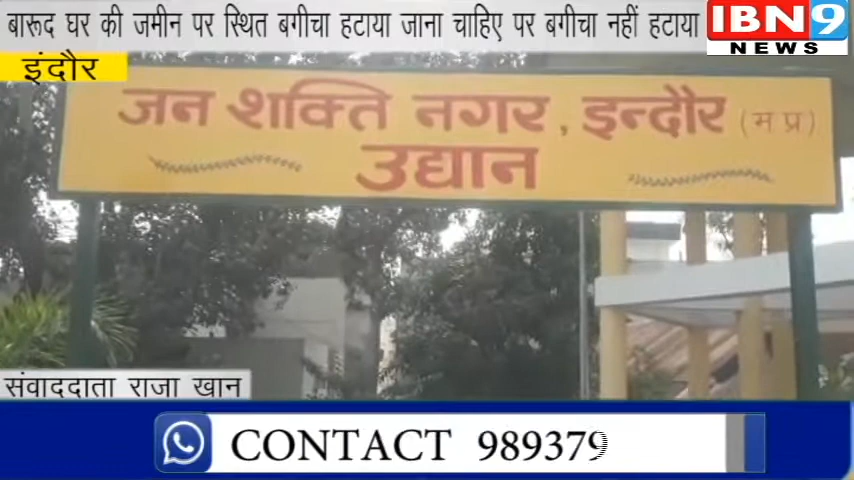 बारूद घर की जमीन पर स्थित बगीचा हटाया जाना चाहिए पर बगीचा नहीं हटाया
IBN9
NEWS
इंदौर
जन शक्ति नगर, इन्दौर (म प्र)
उद्यान
संवाददाता राजा खान
CONTACT 989379